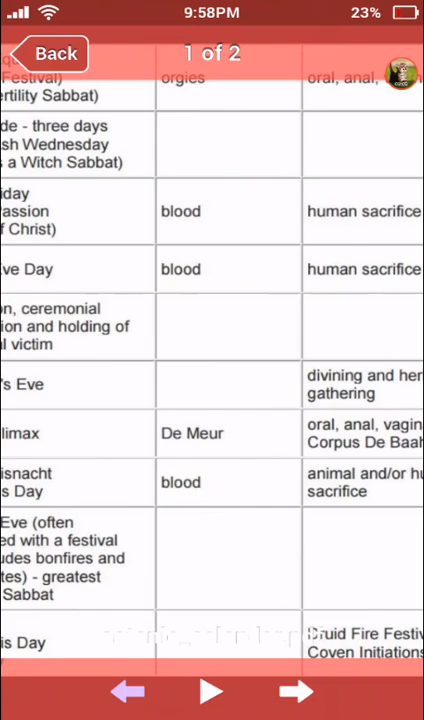 9:58PM
23%
Back
1 of 2
Festival)
orgies
oral, anal,
ertility Sabbat)
de - three days
sh Wednesday
s a Witch Sabbat)
iday
assion
f Christ)
blood
human sacrifice
ve Day
blood
human sacrifice
on, ceremonial
ion and holding of
l victim
's Eve
divining and her
gathering
limax
De Meur
oral, anal, vagin
Corpus De Baah
isnacht
s Day
blood
animal and/or hu
sacrifice
Eve (often
ed with a festival
udes bonfires and
tes) - greatest
Sabbat
is Day
ruid Fire Festiv
Coven Initiations